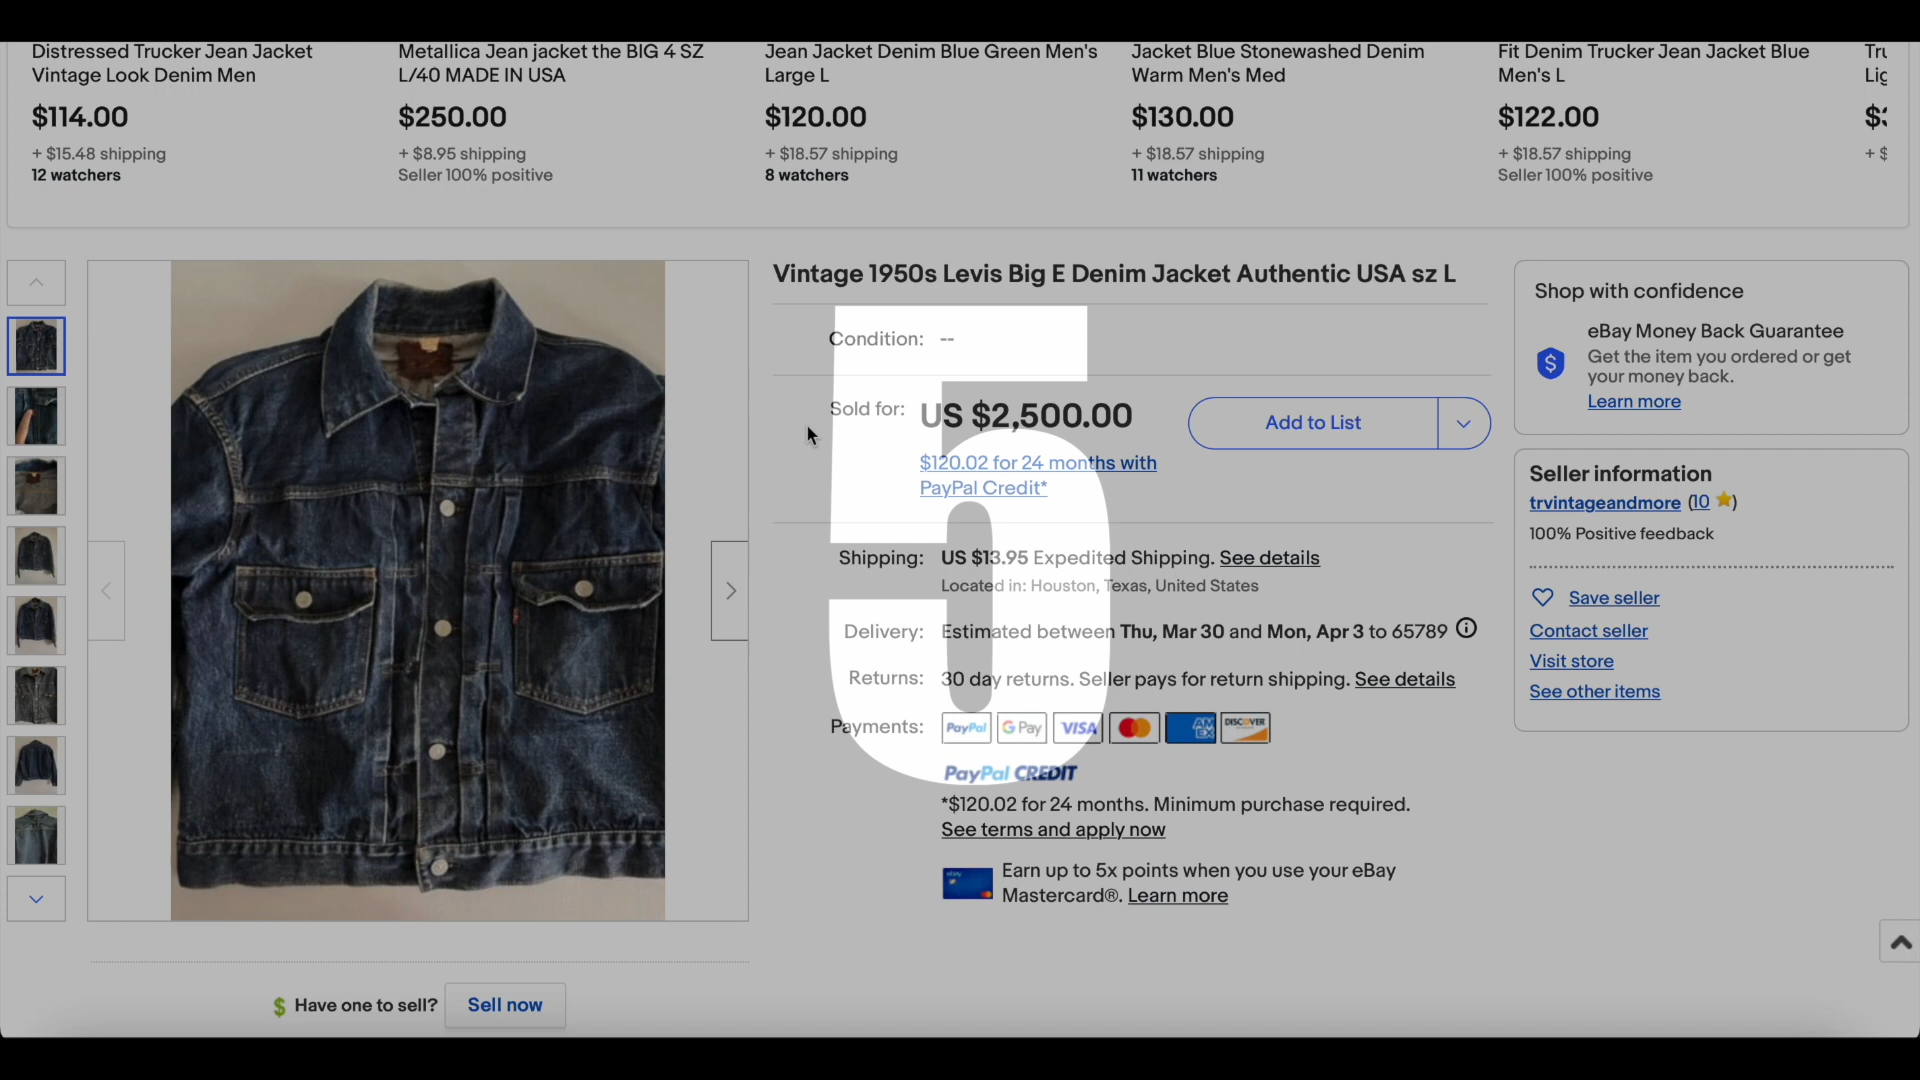 Distressed Trucker Jean Jacket
Vintage Look Denim Men
$114.00
+ $15.48 shipping
12 watchers
Metallica Jean jacket the BIG 4 SZ
L/40 MADE IN USA
$250.00
+ $8.95 shipping
Seller 100% positive
Jean Jacket Denim Blue Green Men's
Large L
$120.00
+ $18.57 shipping
8 watchers
Jacket Blue Stonewashed Denim
Warm Men's Med
$130.00
+ $18.57 shipping
11 watchers
Fit Denim Trucker Jean Jacket Blue
Men's L
$122.00
+ $18.57 shipping
Seller 100% positive
+ $
Vintage 1950s Levis Big E Denim Jacket Authentic USA sz L
Condition: --
Sold for: US $2,500.00
Add to List
$120.02 for 24 months with
PayPal Credit*
5
Shipping: US $13.95 Expedited Shipping. See details
Located in: Houston, Texas, United States
Delivery: Estimated between Thu, Mar 30 and Mon, Apr 3 to 65789
Returns: 30 day returns. Seller pays for return shipping. See details
Payments: PayPal G Pay VISA AMEX DISCOVER
PayPal CREDIT
*$120.02 for 24 months. Minimum purchase required.
See terms and apply now
Earn up to 5x points when you use your eBay
Mastercard®. Learn more
Shop with confidence
eBay Money Back Guarantee
Get the item you ordered or get
your money back.
Learn more
Seller information
trvintageandmore (10)
100% Positive feedback
Save seller
Contact seller
Visit store
See other items
Have one to sell? Sell now